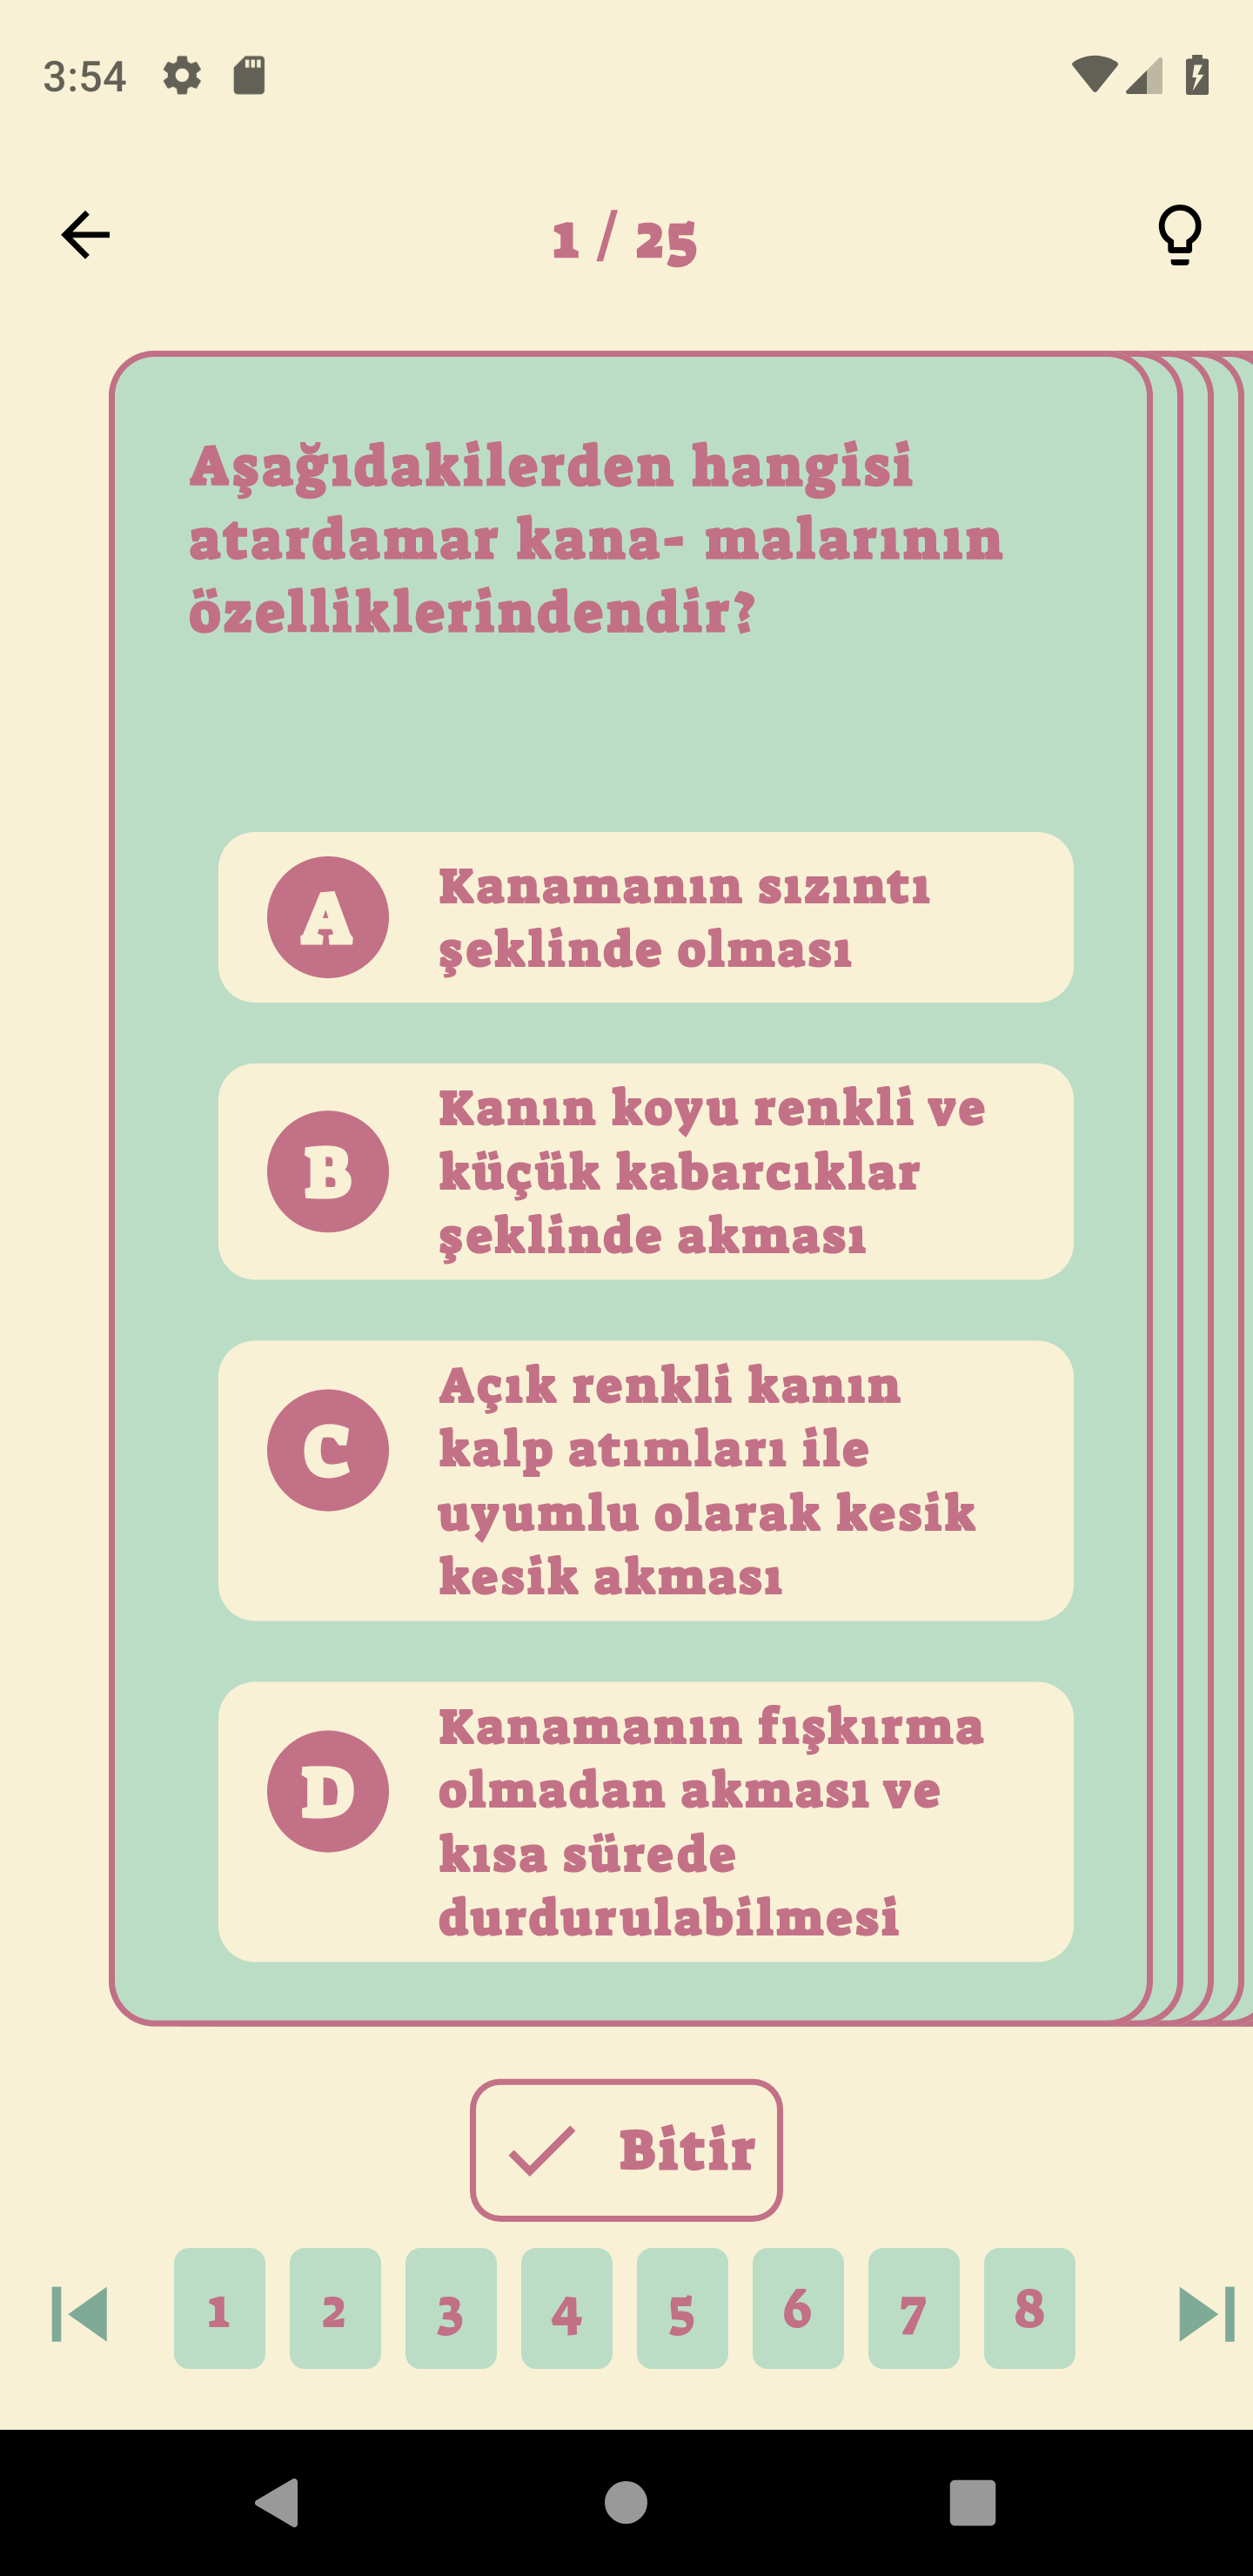 3:54
1 / 25
Aşağıdakilerden hangisi
atardamar kana- malarının
özelliklerindendir?
A
Kanamanın sızıntı
şeklinde olması
B
Kanın koyu renkli ve
küçük kabarcıklar
şeklinde akması
C
Açık renkli kanın
kalp atımları ile
uyumlu olarak kesik
kesik akması
D
Kanamanın fışkırma
olmadan akması ve
kısa sürede
durdurulabilmesi
Bitir
1 2 3 4 5 6 7 8